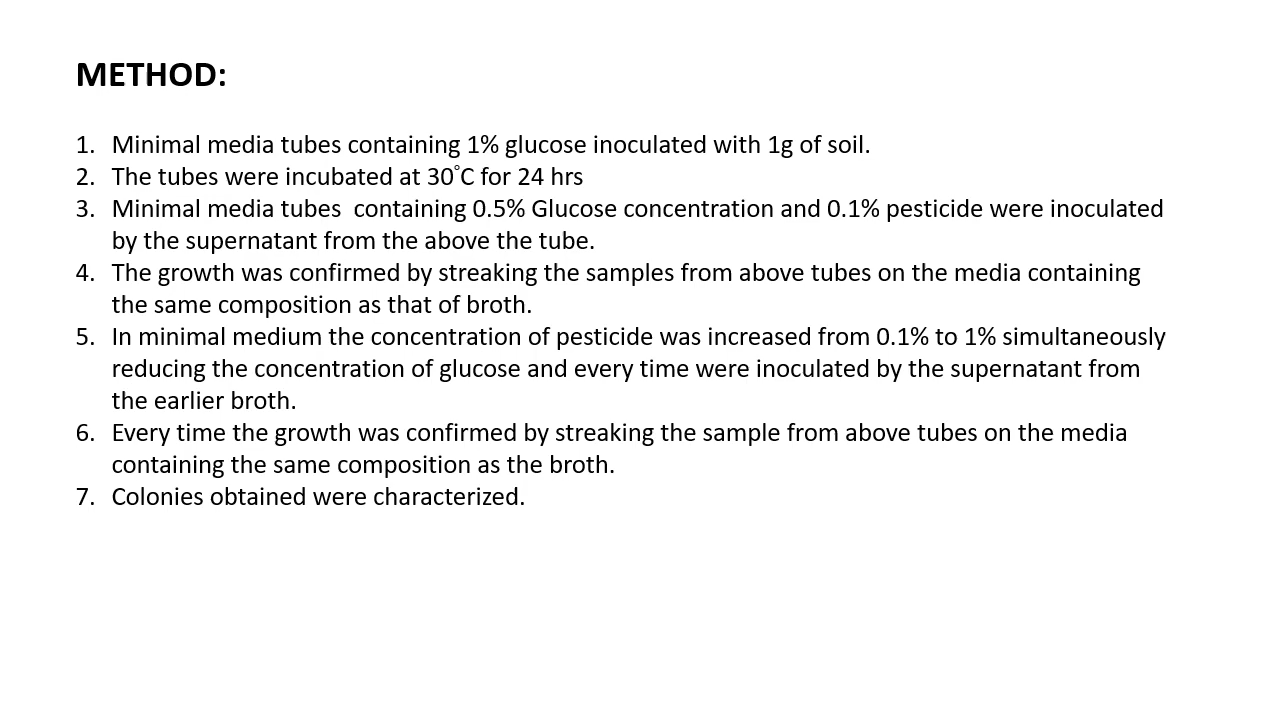 METHOD:
1. Minimal media tubes containing 1% glucose inoculated with 1g of soil.
2. The tubes were incubated at 30°C for 24 hrs
3. Minimal media tubes  containing 0.5% Glucose concentration and 0.1% pesticide were inoculated
by the supernatant from the above the tube.
4. The growth was confirmed by streaking the samples from above tubes on the media containing
the same composition as that of broth.
5. In minimal medium the concentration of pesticide was increased from 0.1% to 1% simultaneously
reducing the concentration of glucose and every time were inoculated by the supernatant from
the earlier broth.
6. Every time the growth was confirmed by streaking the sample from above tubes on the media
containing the same composition as the broth.
7. Colonies obtained were characterized.